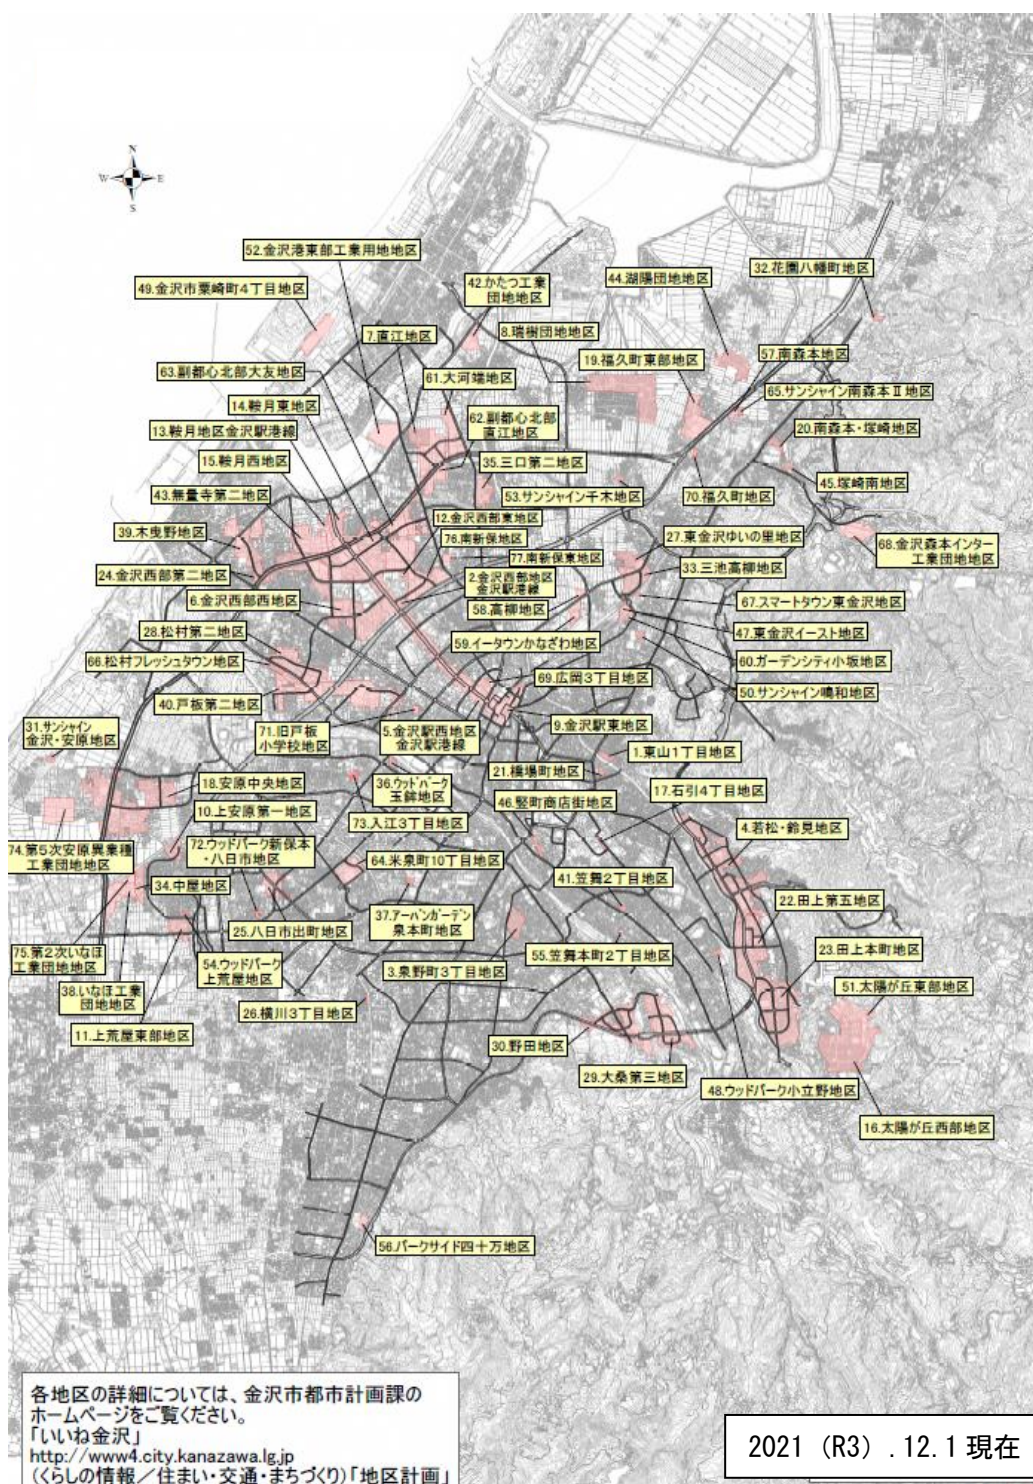 N
W
E
S
52.金沢港東部工業用地地区
49.金沢市粟崎町4丁目地区
42.かたつ工業
団地地区
44.湖陽団地地区
32.花園八幡町地区
7.直江地区
8.瑞樹団地地区
19.福久町東部地区
57.南森本地区
63.副都心北部大友地区
61.大河端地区
65.サンシャイン南森本Ⅱ地区
14.鞍月東地区
62.副都心北部
直江地区
20.南森本・塚崎地区
13.鞍月地区金沢駅港線
15.鞍月西地区
35.三口第二地区
45.塚崎南地区
43.無量寺第二地区
53.サンシャイン千木地区
70.福久町地区
12.金沢西部東地区
39.木曳野地区
76.南新保地区
27.東金沢ゆいの里地区
68.金沢森本インター
工業団地地区
77.南新保東地区
33.三池高柳地区
24.金沢西部第二地区
2.金沢西部地区
金沢駅港線
6.金沢西部西地区
58.高柳地区
67.スマートタウン東金沢地区
28.松村第二地区
47.東金沢イースト地区
59.イータウンかなざわ地区
66.松村フレッシュタウン地区
60.ガーデンシティ小坂地区
69.広岡3丁目地区
50.サンシャイン鳴和地区
40.戸板第二地区
31.サンシャイン
金沢・安原地区
71.旧戸板
小学校地区
5.金沢駅西地区
金沢駅港線
9.金沢駅東地区
1.東山1丁目地区
18.安原中央地区
36.ウッドパーク
玉鉾地区
21.橋場町地区
17.石引4丁目地区
10.上安原第一地区
46.竪町商店街地区
73.入江3丁目地区
4.若松・鈴見地区
74.第5次安原異業種
工業団地地区
72.ウッドパーク新保本
・八日市地区
64.米泉町10丁目地区
41.笠舞2丁目地区
34.中屋地区
22.田上第五地区
25.八日市出町地区
37.アーバンガーデン
泉本町地区
75.第2次いなほ
工業団地地区
54.ウッドパーク
上荒屋地区
3.泉野町3丁目地区
55.笠舞本町2丁目地区
23.田上本町地区
38.いなほ工業
団地地区
51.太陽が丘東部地区
26.横川3丁目地区
11.上荒屋東部地区
30.野田地区
29.大桑第三地区
48.ウッドパーク小立野地区
16.太陽が丘西部地区
56.パークサイド四十万地区
各地区の詳細については、金沢市都市計画課の
ホームページをご覧ください。
「いいね金沢」
http://www4.city.kanazawa.lg.jp
(くらしの情報/住まい・交通・まちづくり)「地区計画」
2021（R3）.12.1 現在